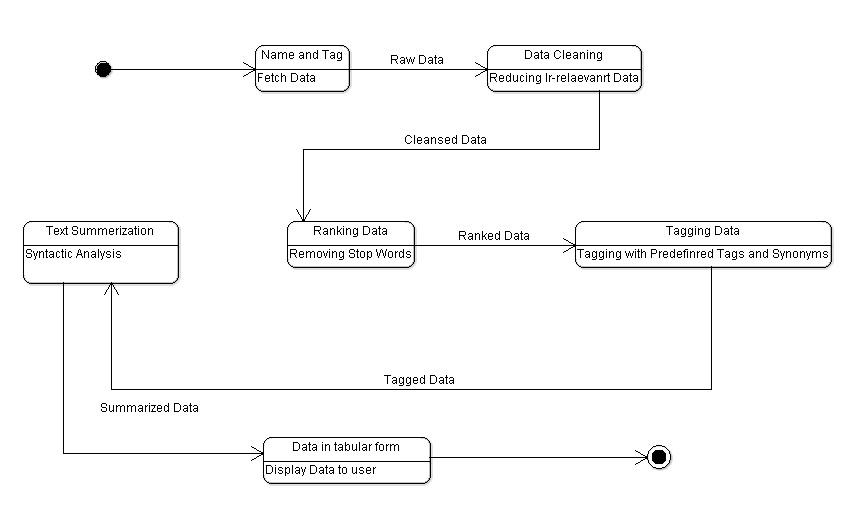 Name and Tag
Fetch Data
Raw Data
Data Cleaning
Reducing Ir-relaevanrt Data
Cleansed Data
Ranking Data
Removing Stop Words
Ranked Data
Tagging Data
Tagging with Predefinred Tags and Synonyms
Tagged Data
Text Summerization
Syntactic Analysis
Summarized Data
Data in tabular form
Display Data to user